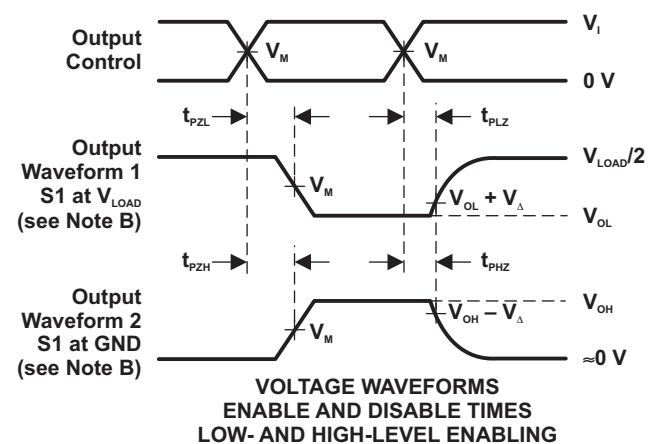 Output
Control
V_M
V_M
V_I
0 V
t_PZL
t_PLZ
Output
Waveform 1
S1 at V_LOAD
(see Note B)
V_M
V_OL + V_Δ
V_LOAD/2
V_OL
t_PZH
t_PHZ
Output
Waveform 2
S1 at GND
(see Note B)
V_M
V_OH – V_Δ
V_OH
≈0 V
VOLTAGE WAVEFORMS
ENABLE AND DISABLE TIMES
LOW- AND HIGH-LEVEL ENABLING